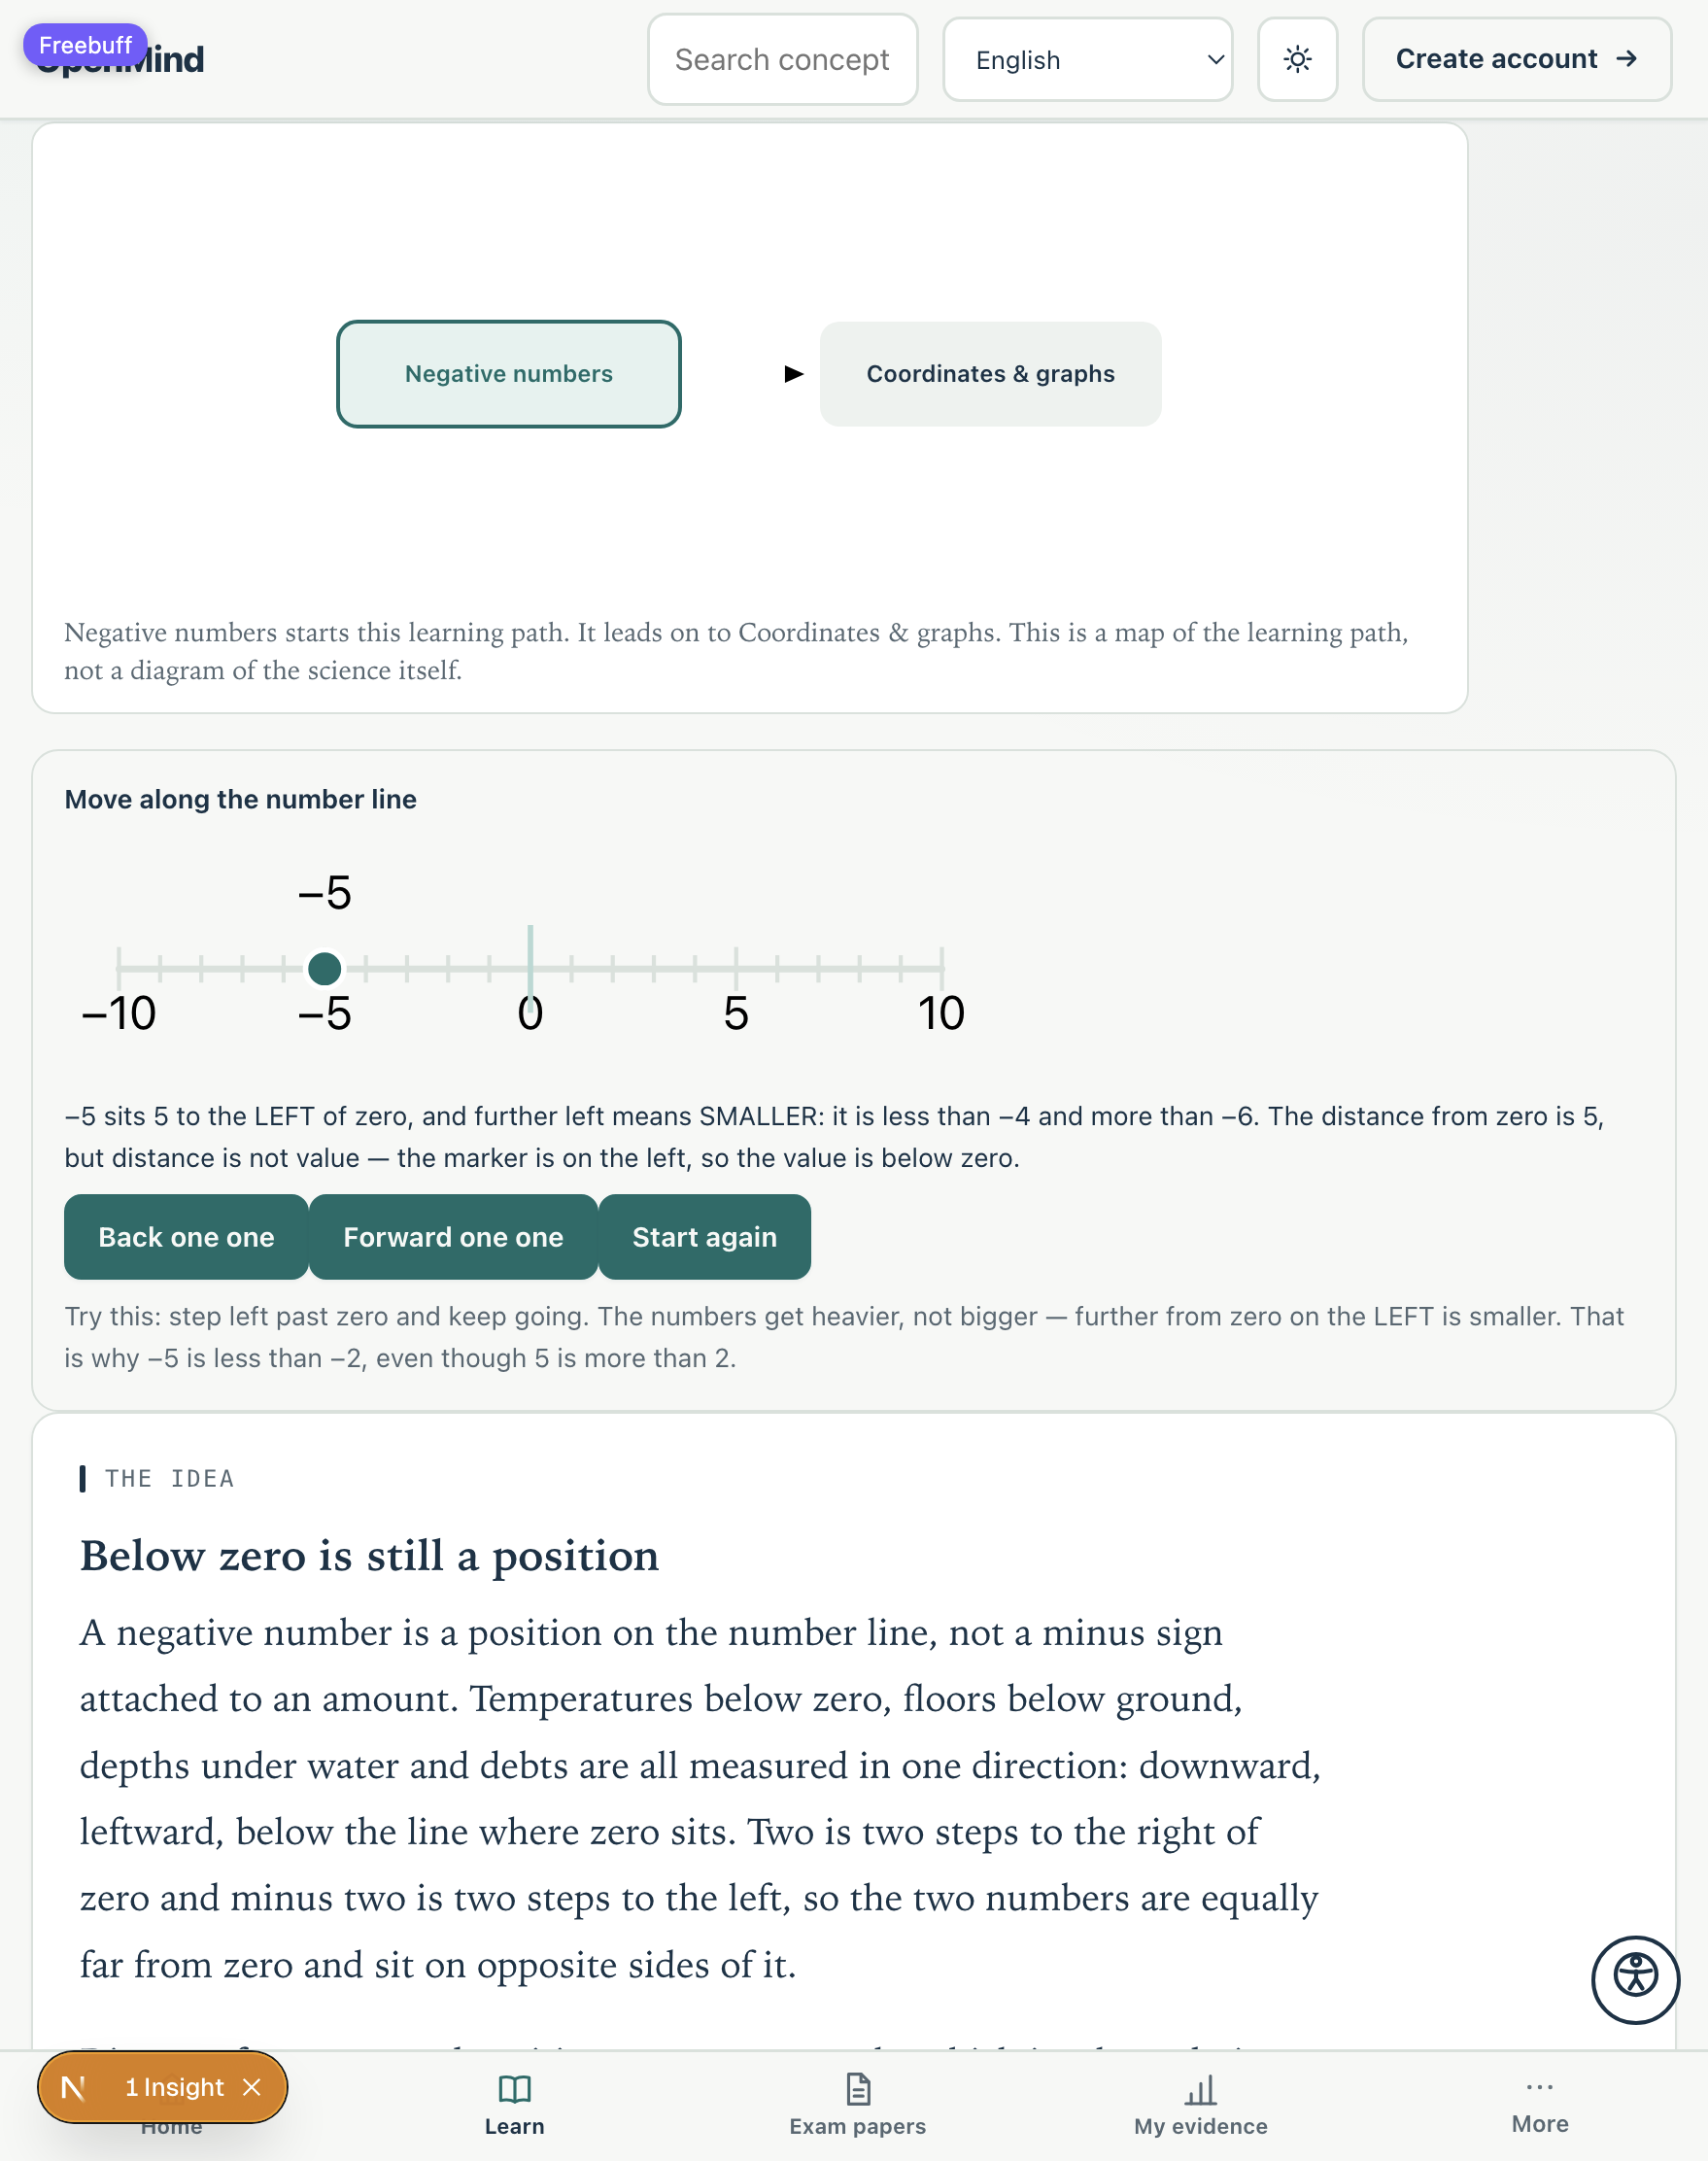 Freebuff
OpenMind
Search concept
English
Create account →
Negative numbers
Coordinates & graphs
Negative numbers starts this learning path. It leads on to Coordinates & graphs. This is a map of the learning path,
not a diagram of the science itself.
Move along the number line
−5
−10 −5 0 5 10
−5 sits 5 to the LEFT of zero, and further left means SMALLER: it is less than −4 and more than −6. The distance from zero is 5,
but distance is not value — the marker is on the left, so the value is below zero.
Back one one
Forward one one
Start again
Try this: step left past zero and keep going. The numbers get heavier, not bigger — further from zero on the LEFT is smaller. That
is why −5 is less than −2, even though 5 is more than 2.
THE IDEA
Below zero is still a position
A negative number is a position on the number line, not a minus sign
attached to an amount. Temperatures below zero, floors below ground,
depths under water and debts are all measured in one direction: downward,
leftward, below the line where zero sits. Two is two steps to the right of
zero and minus two is two steps to the left, so the two numbers are equally
far from zero and sit on opposite sides of it.
N 1 Insight ×
Home
Learn
Exam papers
My evidence
More